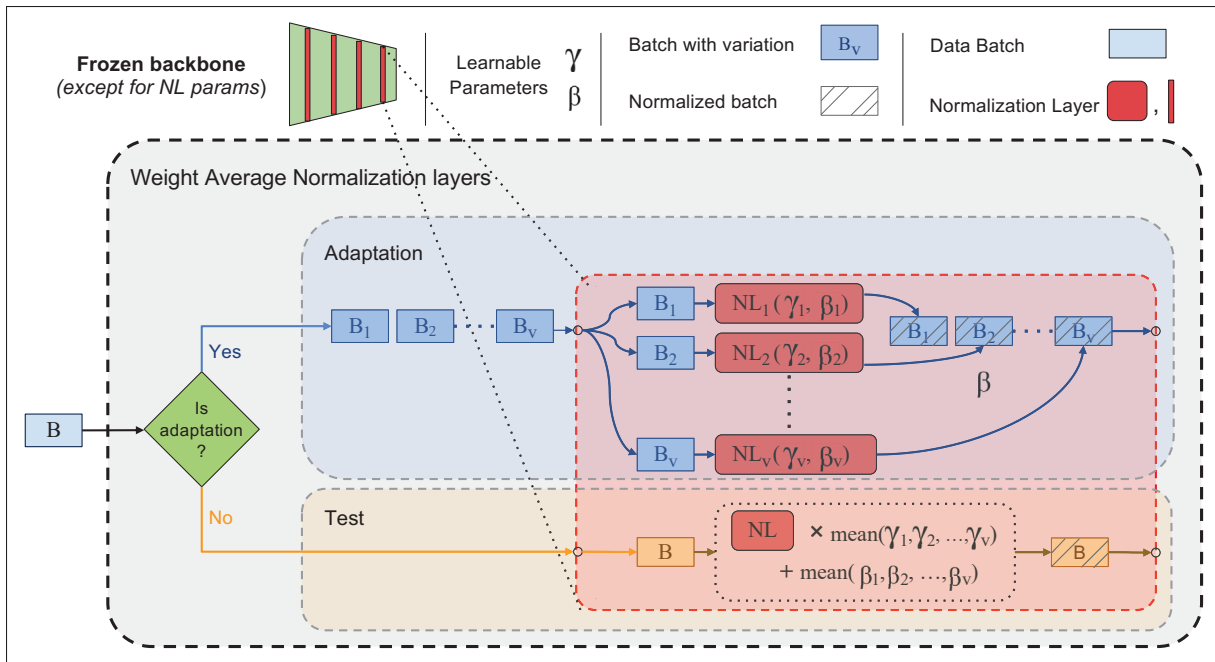 Frozen backbone
(except for NL params)
Learnable γ
Parameters β
Batch with variation Bv
Normalized batch
Data Batch
Normalization Layer ,
Weight Average Normalization layers
Adaptation
B1 B2 Bv
B1 NL1(γ1, β1)
B2 NL2(γ2, β2)
Bv NLv(γv, βv)
B1 B2 Bv
β
Yes
B
Is
adaptation
?
No
Test
B
NL × mean(γ1,γ2, ...,γv)
+ mean(β1,β2, ...,βv)
B